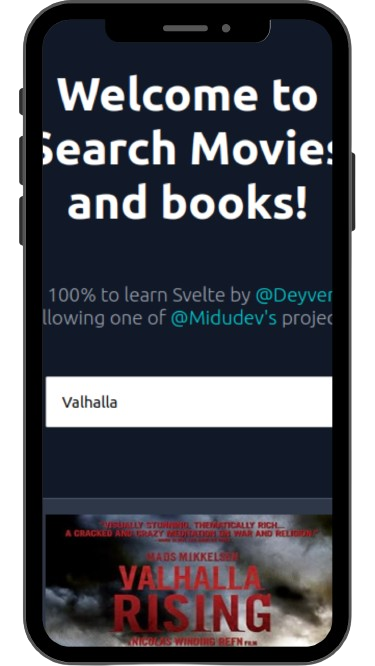 Welcome to
Search Movies
and books!
100% to learn Svelte by @Deyver
llowing one of @Midudev's projec
Valhalla
"VISUALLY STUNNING, THEMATICALLY RICH...
A CRACKED AND CRAZY MEDITATION ON WAR AND RELIGION"
MADS MIKKELSEN
VALHALLA
RISING
NICOLAS WINDING REFN FILM